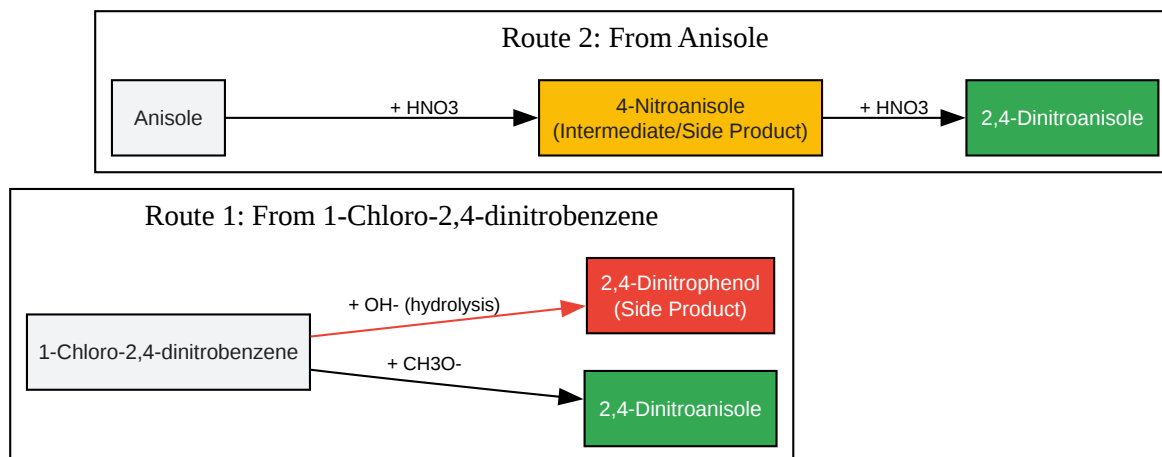 Route 2: From Anisole
Anisole
+ HNO3
4-Nitroanisole
(Intermediate/Side Product)
+ HNO3
2,4-Dinitroanisole
Route 1: From 1-Chloro-2,4-dinitrobenzene
1-Chloro-2,4-dinitrobenzene
+ OH- (hydrolysis)
2,4-Dinitrophenol
(Side Product)
+ CH3O-
2,4-Dinitroanisole